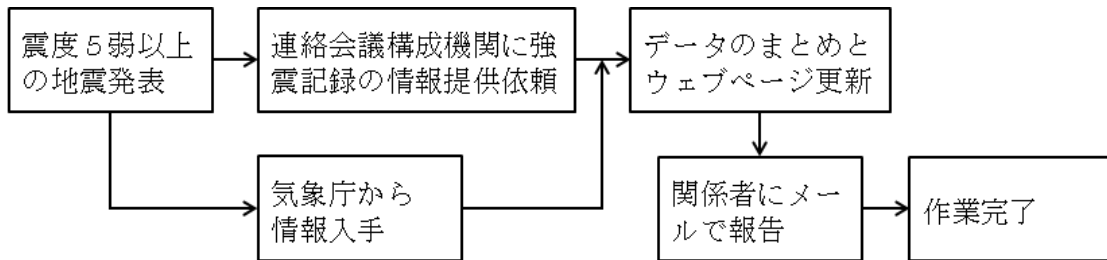 震度５弱以上
の地震発表
連絡会議構成機関に強
震記録の情報提供依頼
データのまとめと
ウェブページ更新
気象庁から
情報入手
関係者にメー
ルで報告
作業完了